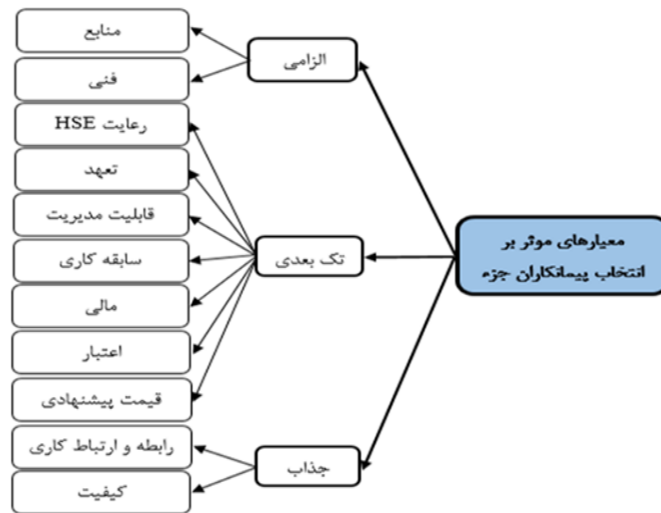 معیارهای موثر بر
انتخاب پیمانکاران جزء
الزامی
منابع
فنی
تک بعدی
رعایت HSE
تعهد
قابلیت مدیریت
سابقه کاری
مالی
اعتبار
قیمت پیشنهادی
جذاب
رابطه و ارتباط کاری
کیفیت